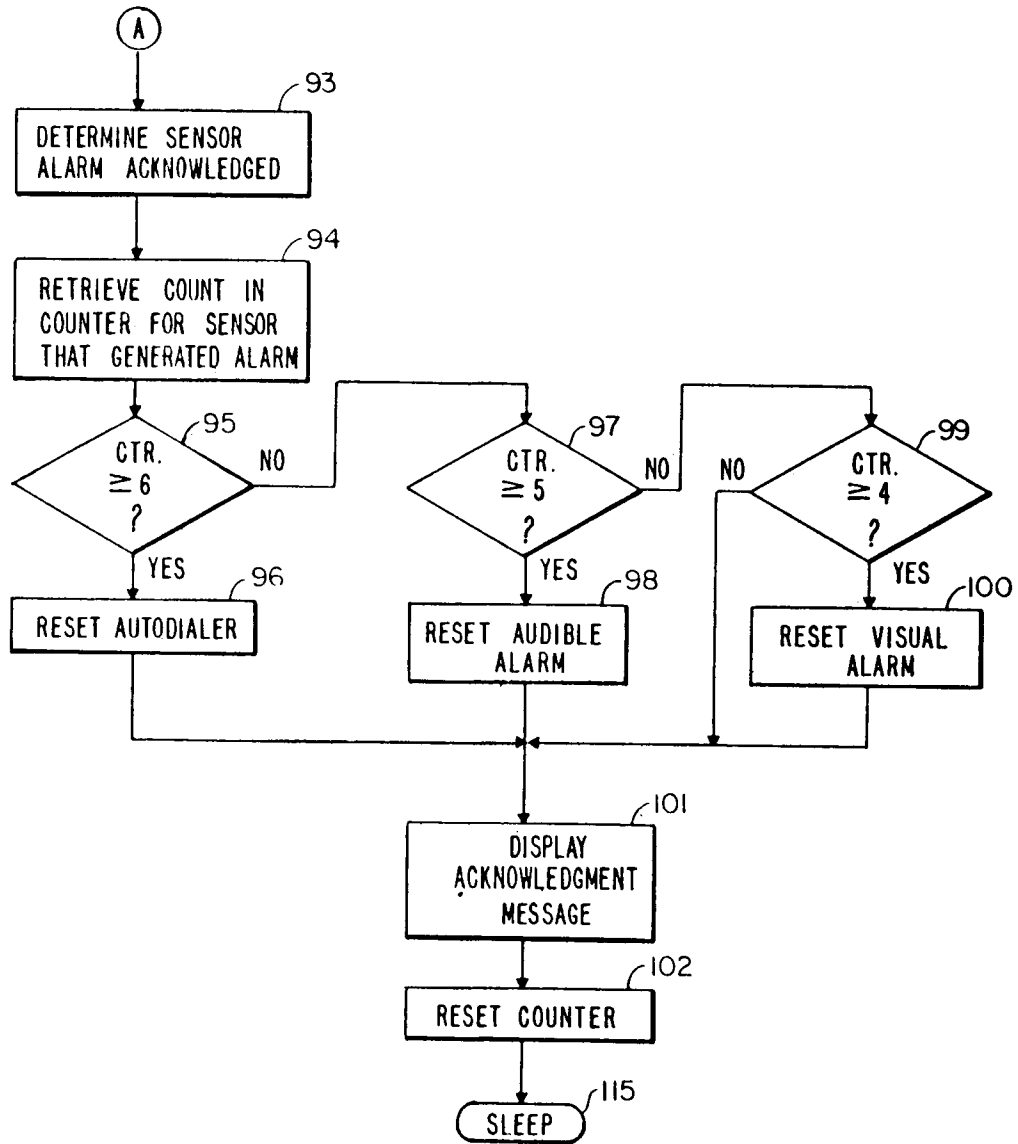 A
93
DETERMINE SENSOR
ALARM ACKNOWLEDGED
94
RETRIEVE COUNT IN
COUNTER FOR SENSOR
THAT GENERATED ALARM
95
CTR.
≥ 6
?
NO
YES
97
CTR.
≥ 5
?
NO
YES
99
CTR.
≥ 4
?
NO
YES
96
RESET AUTODIALER
98
RESET AUDIBLE
ALARM
100
RESET VISUAL
ALARM
101
DISPLAY
ACKNOWLEDGMENT
MESSAGE
102
RESET COUNTER
115
SLEEP